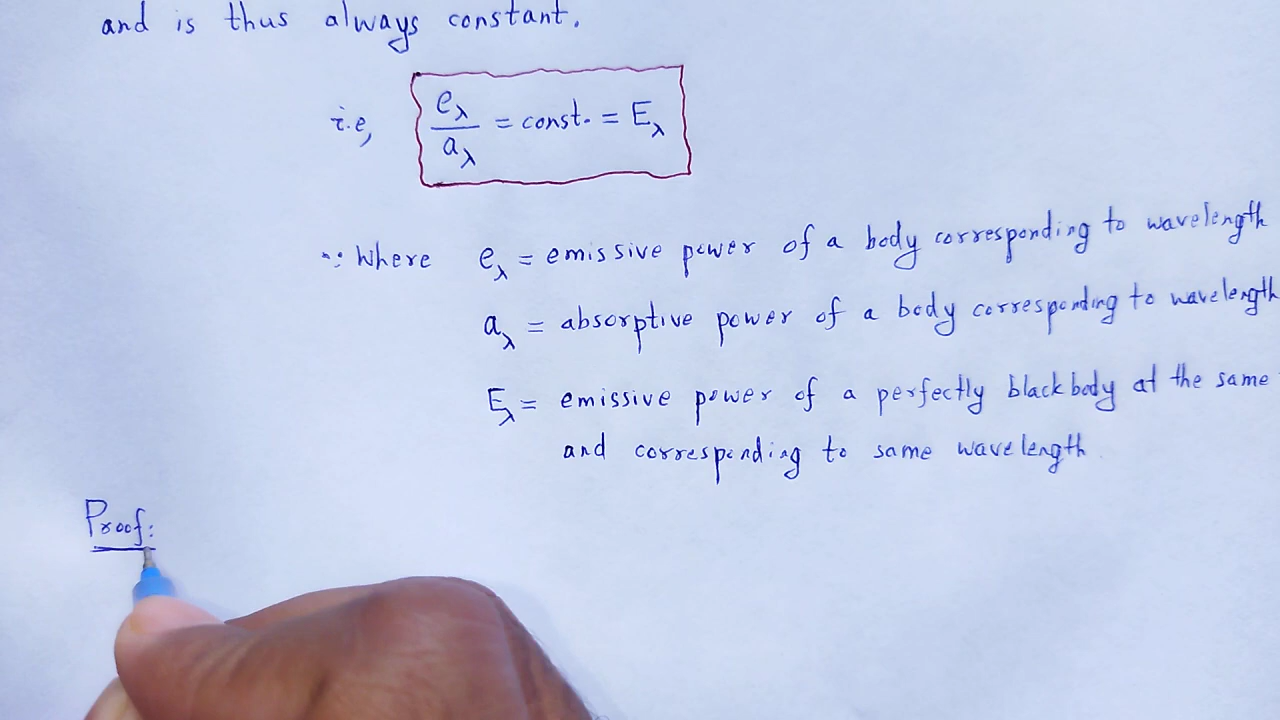 and is thus always constant.
i.e, eλ/aλ = const. = Eλ
∵ Where eλ = emissive power of a body corresponding to wavelength
aλ = absorptive power of a body corresponding to wavelength
Eλ = emissive power of a perfectly blackbody at the same
and corresponding to same wavelength
Proof: